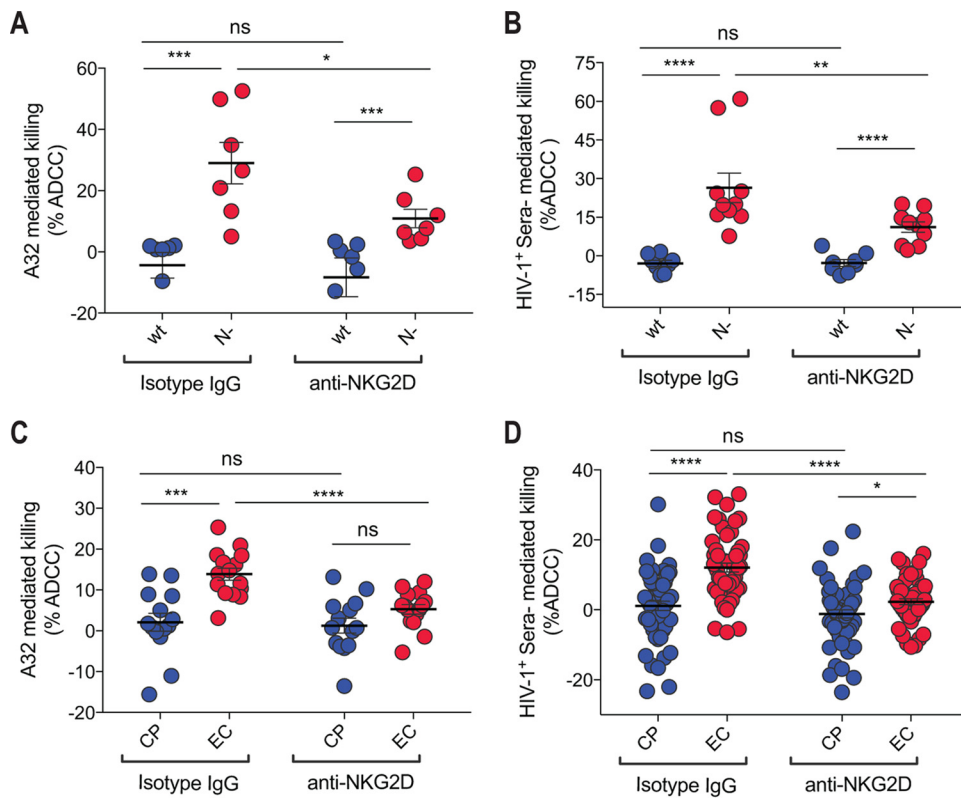 A
ns
***
*
***
A32 mediated killing
(% ADCC)
60
40
20
0
-20
wt
N-
wt
N-
Isotype IgG
anti-NKG2D
B
ns
****
**
****
HIV-1+ Sera- mediated killing
(%ADCC )
75
60
45
30
15
0
-15
wt
N-
wt
N-
Isotype IgG
anti-NKG2D
C
ns
***
****
ns
A32 mediated killing
(% ADCC)
40
30
20
10
0
-10
-20
CP
EC
CP
EC
Isotype IgG
anti-NKG2D
D
ns
****
****
*
HIV-1+ Sera- mediated killing
(%ADCC)
40
20
0
-20
CP
EC
CP
EC
Isotype IgG
anti-NKG2D